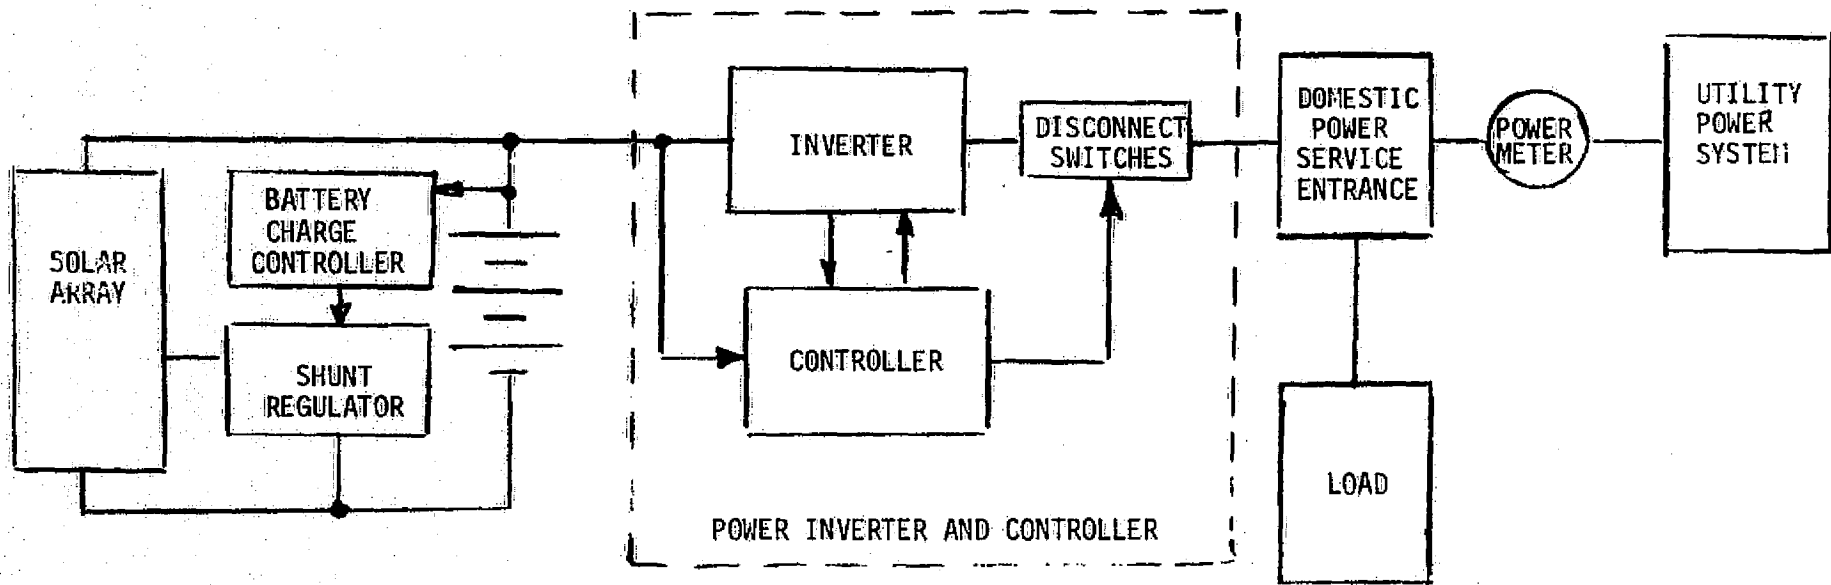 SOLAR
ARRAY
BATTERY
CHARGE
CONTROLLER
SHUNT
REGULATOR
INVERTER
CONTROLLER
DISCONNECT
SWITCHES
POWER INVERTER AND CONTROLLER
DOMESTIC
POWER
SERVICE
ENTRANCE
LOAD
POWER
METER
UTILITY
POWER
SYSTEM